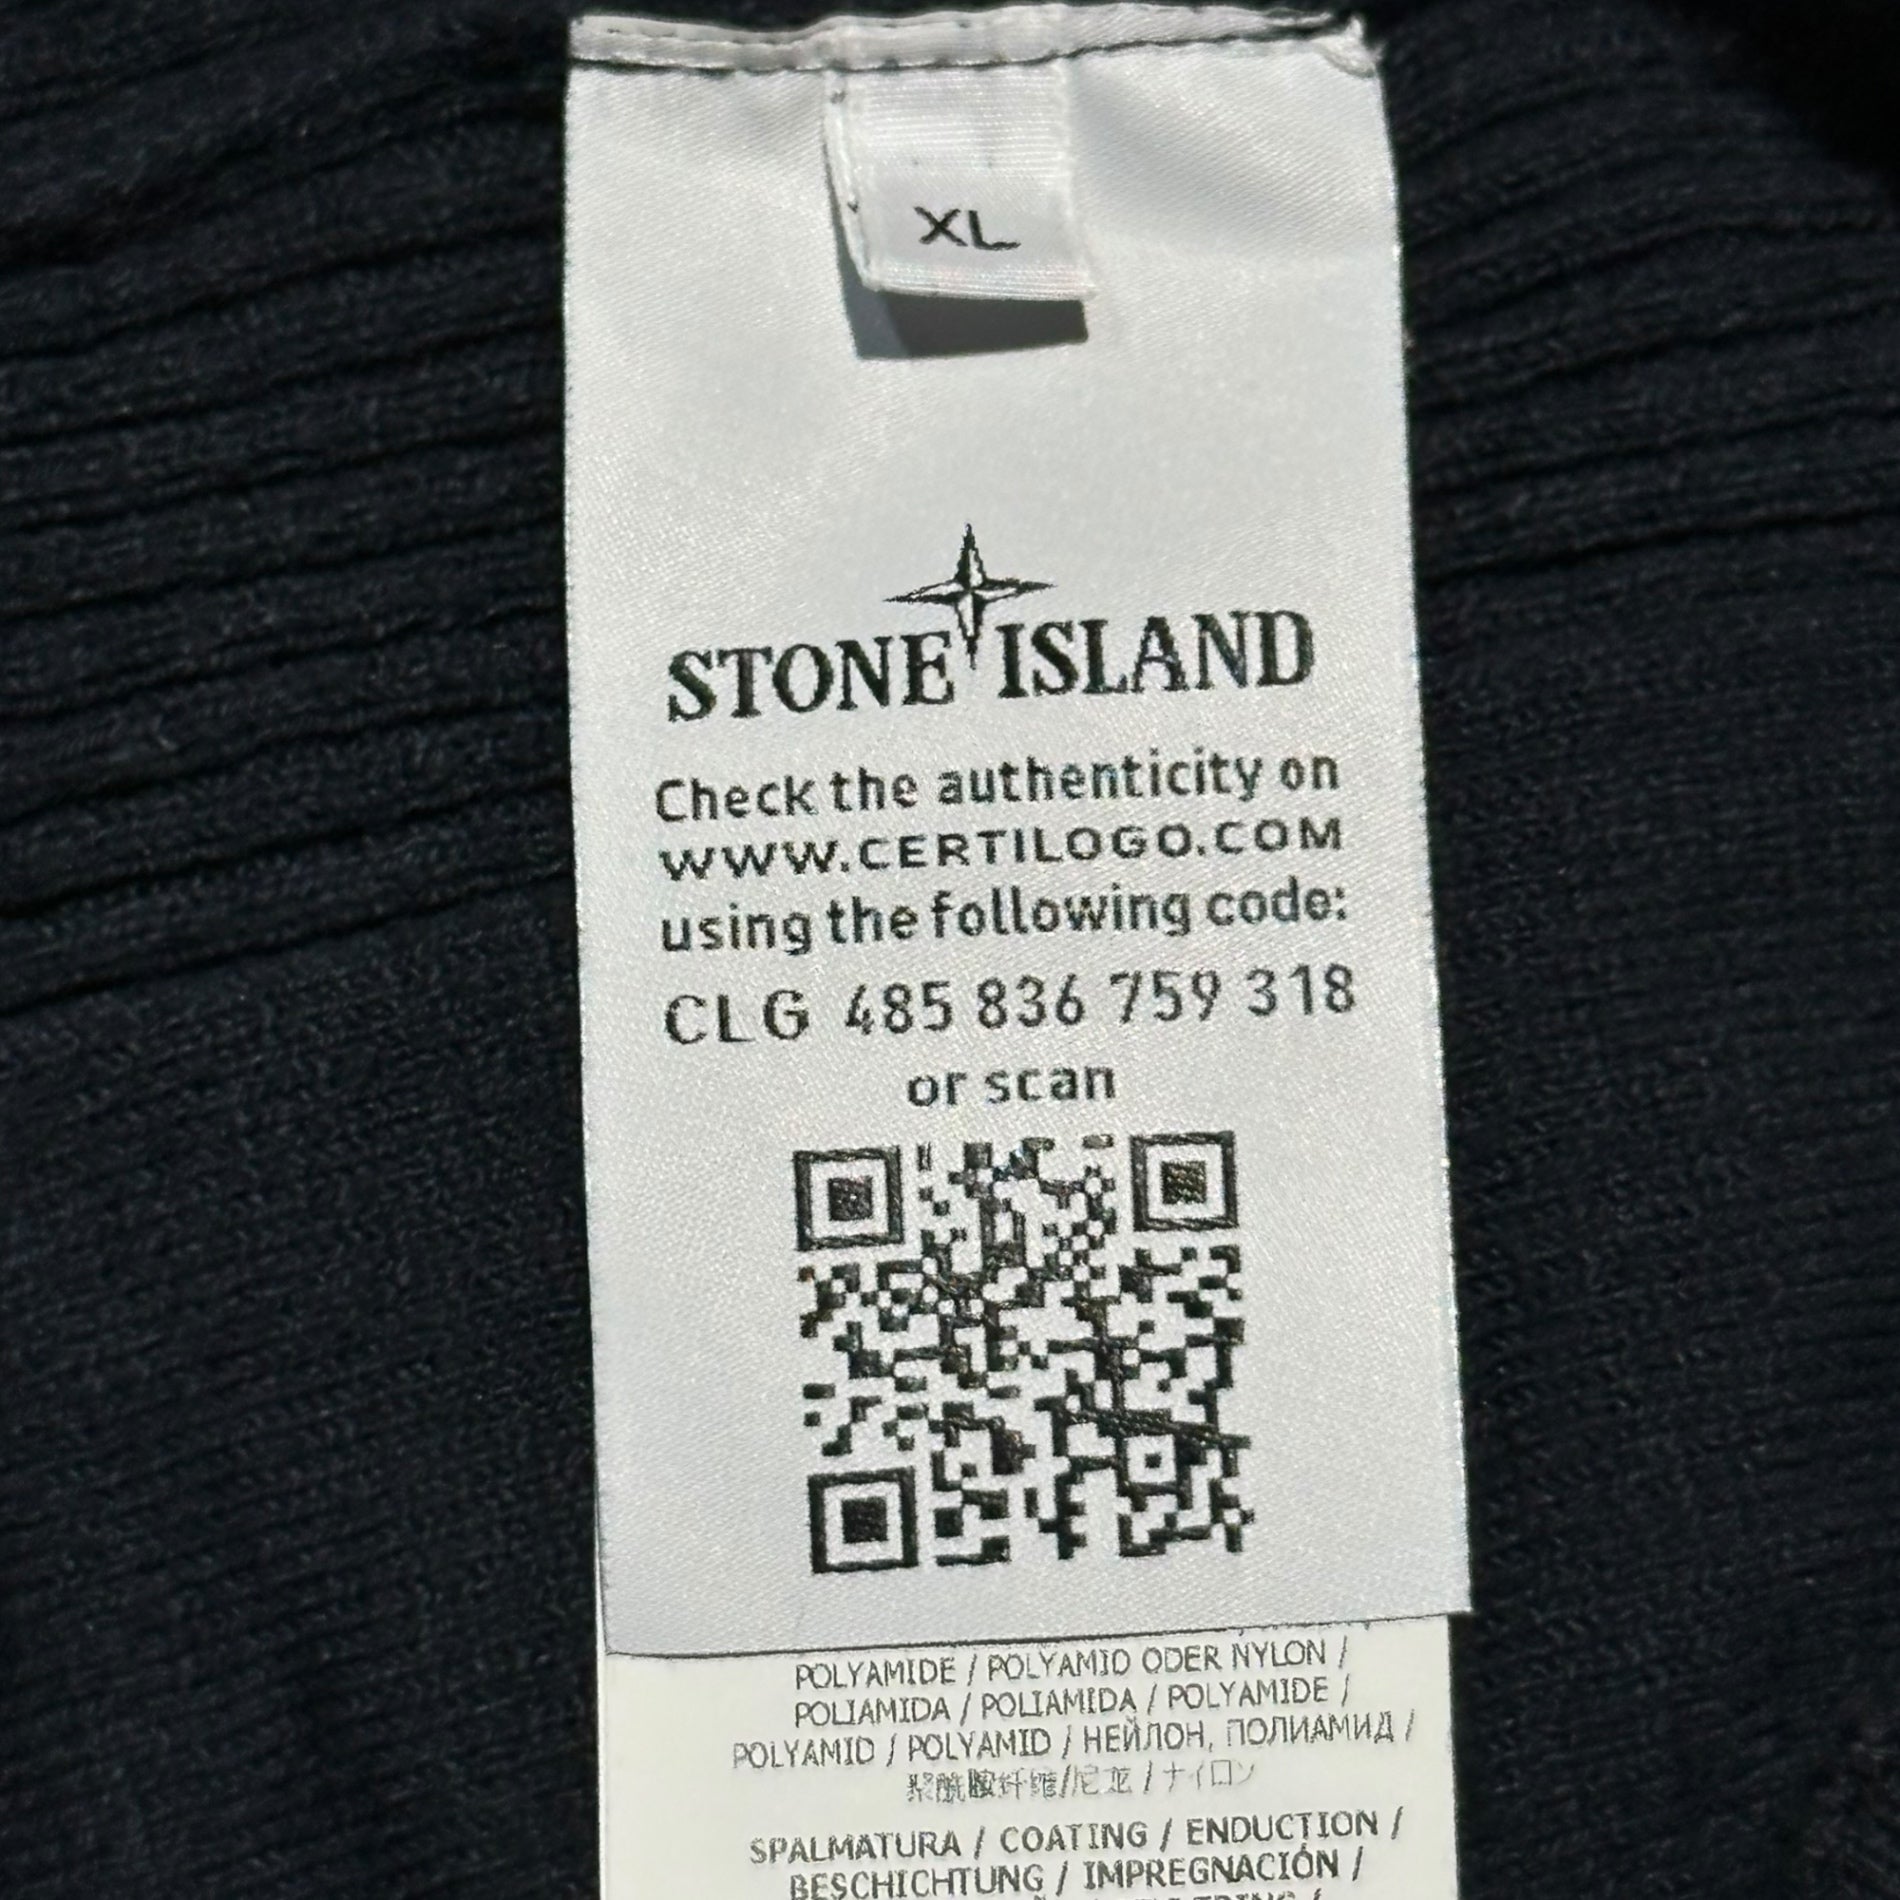 XL
STONE ISLAND
Check the authenticity on
WWW.CERTILOGO.COM
using the following code:
CLG 485 836 759 318
or scan
POLYAMIDE / POLYAMID ODER NYLON /
POLIAMIDA / POLIAMIDA / POLYAMIDE /
POLYAMID / POLYAMID / НЕЙЛОН, ПОЛИАМИД /
聚酰胺纤维/尼龙 / ナイロン
SPALMATURA / COATING / ENDUCTION /
BESCHICHTUNG / IMPREGNACIÓN /